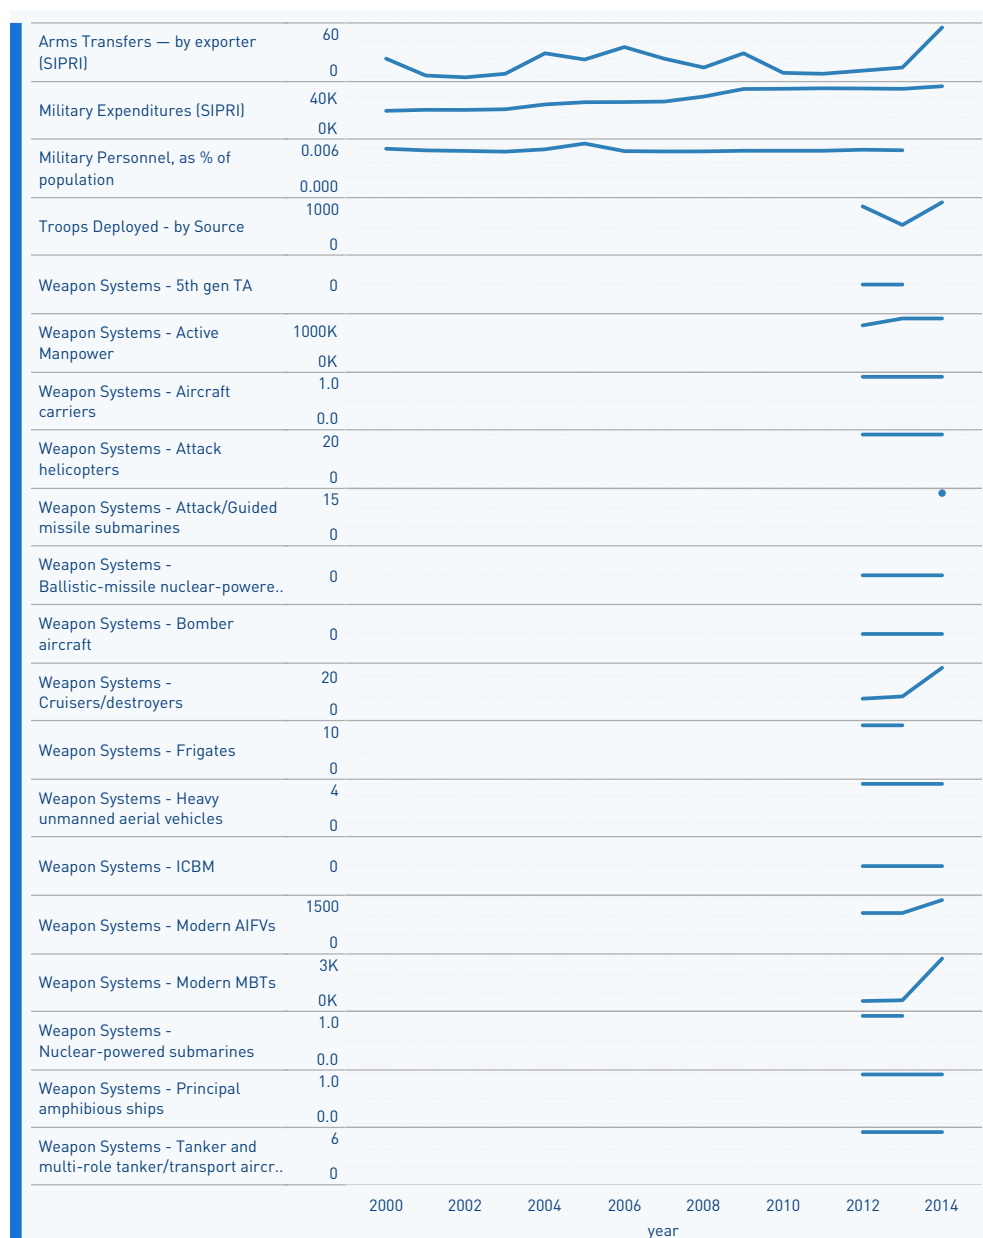 Arms Transfers — by exporter
(SIPRI)
60
0
Military Expenditures (SIPRI)
40K
0K
Military Personnel, as % of
population
0.006
0.000
Troops Deployed - by Source
1000
0
Weapon Systems - 5th gen TA
0
Weapon Systems - Active
Manpower
1000K
0K
Weapon Systems - Aircraft
carriers
1.0
0.0
Weapon Systems - Attack
helicopters
20
0
Weapon Systems - Attack/Guided
missile submarines
15
0
Weapon Systems -
Ballistic-missile nuclear-powere..
0
Weapon Systems - Bomber
aircraft
0
Weapon Systems -
Cruisers/destroyers
20
0
Weapon Systems - Frigates
10
0
Weapon Systems - Heavy
unmanned aerial vehicles
4
0
Weapon Systems - ICBM
0
Weapon Systems - Modern AIFVs
1500
0
Weapon Systems - Modern MBTs
3K
0K
Weapon Systems -
Nuclear-powered submarines
1.0
0.0
Weapon Systems - Principal
amphibious ships
1.0
0.0
Weapon Systems - Tanker and
multi-role tanker/transport aircr..
6
0
2000 2002 2004 2006 2008 2010 2012 2014
year